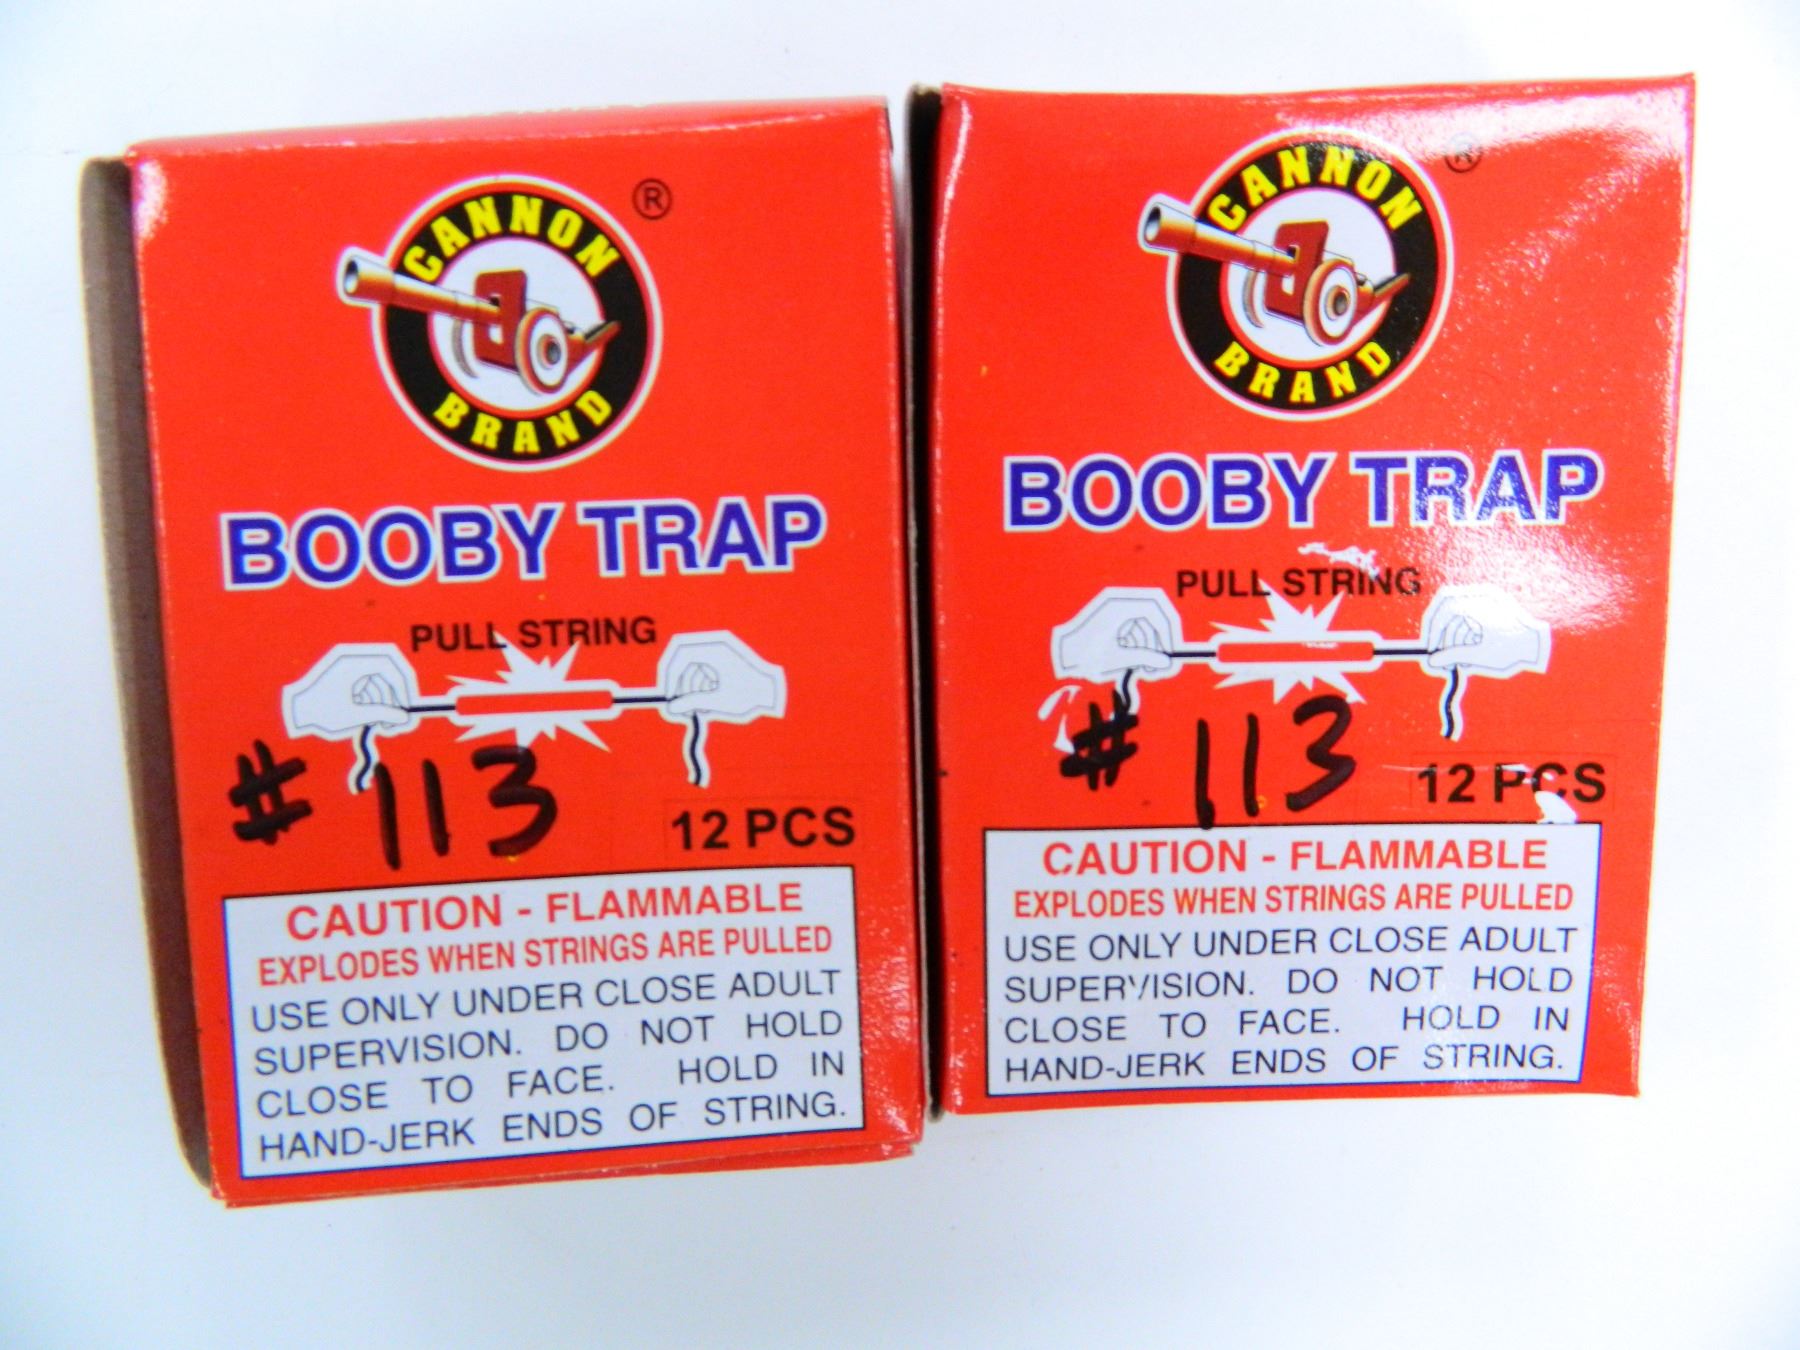 CANNON
BRAND
®
BOOBY TRAP
PULL STRING
# 113
12 PCS
CAUTION - FLAMMABLE
EXPLODES WHEN STRINGS ARE PULLED
USE ONLY UNDER CLOSE ADULT
SUPERVISION. DO NOT HOLD
CLOSE TO FACE. HOLD IN
HAND-JERK ENDS OF STRING.
CANNON
BRAND
®
BOOBY TRAP
PULL STRING
# 113
12 PCS
CAUTION - FLAMMABLE
EXPLODES WHEN STRINGS ARE PULLED
USE ONLY UNDER CLOSE ADULT
SUPERVISION. DO NOT HOLD
CLOSE TO FACE. HOLD IN
HAND-JERK ENDS OF STRING.